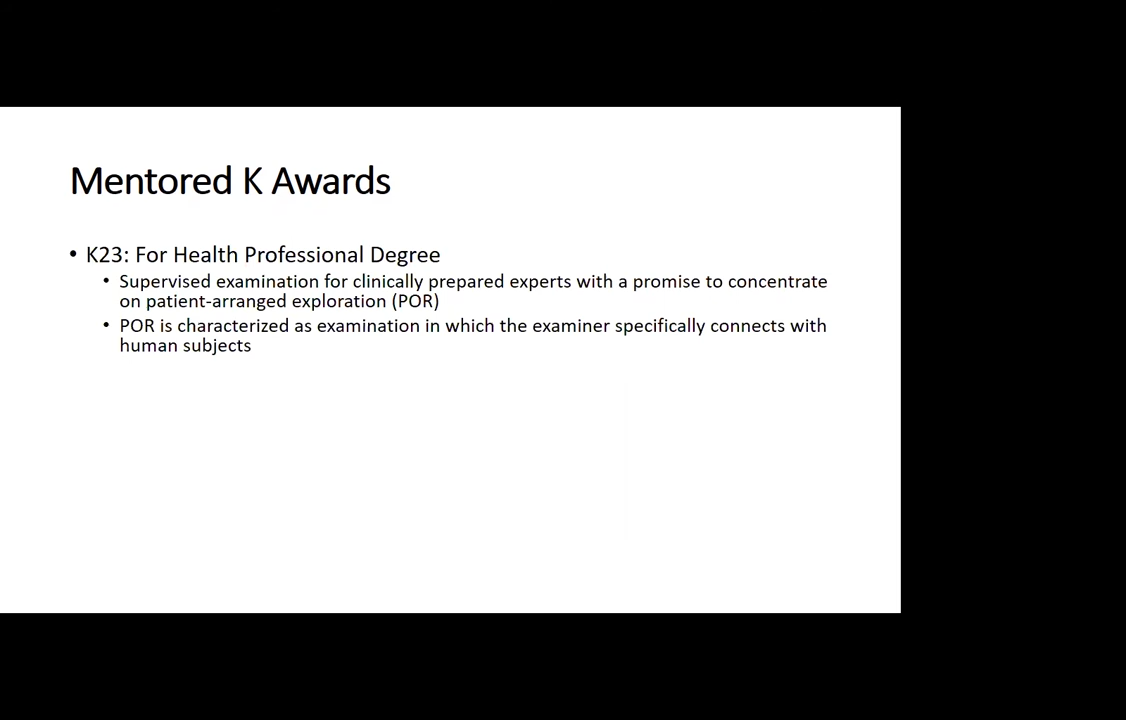 Mentored K Awards
• K23: For Health Professional Degree
• Supervised examination for clinically prepared experts with a promise to concentrate
on patient-arranged exploration (POR)
• POR is characterized as examination in which the examiner specifically connects with
human subjects